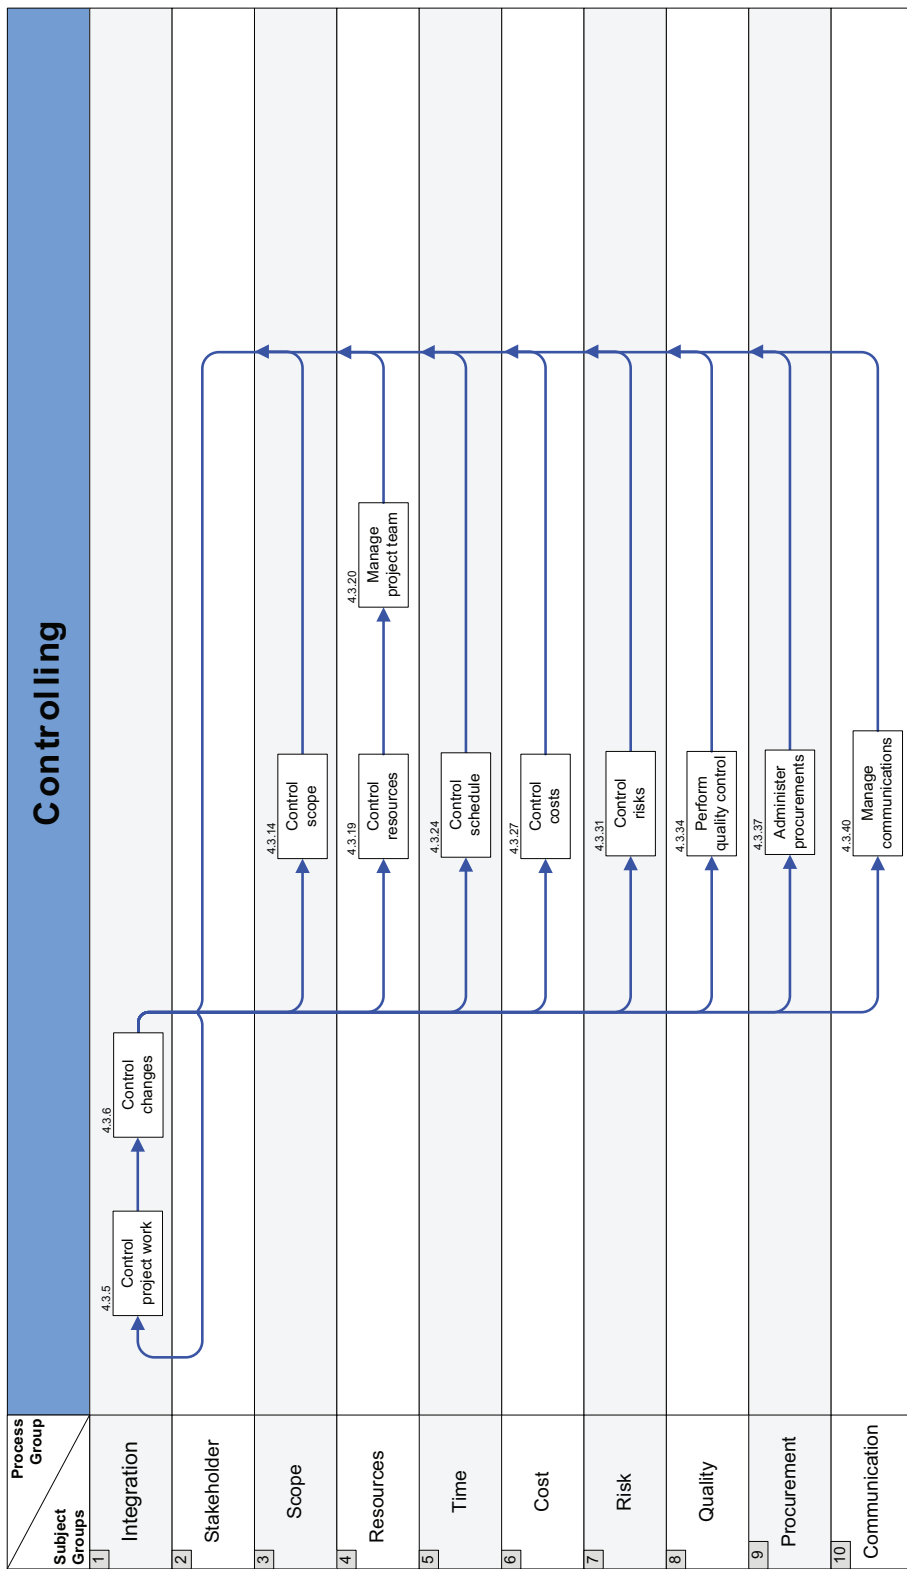 Process
Group
Subject
Groups
Controlling
1
Integration
4.3.5
Control
project work
4.3.6
Control
changes
2
Stakeholder
3
Scope
4.3.14
Control
scope
4
Resources
4.3.19
Control
resources
4.3.20
Manage
project team
5
Time
4.3.24
Control
schedule
6
Cost
4.3.27
Control
costs
7
Risk
4.3.31
Control
risks
8
Quality
4.3.34
Perform
quality control
9
Procurement
4.3.37
Administer
procurements
10
Communication
4.3.40
Manage
communications